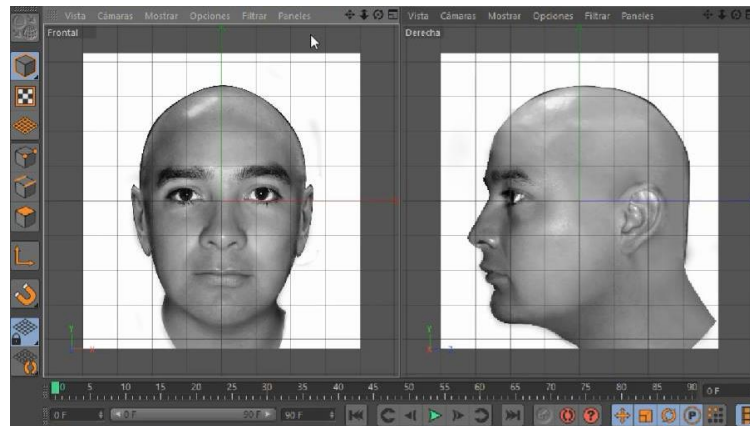 Vista Cámaras Mostrar Opciones Filtrar Paneles
Vista Cámaras Mostrar Opciones Filtrar Paneles
Frontal
Derecha
Y
X
Y
X Z
0 5 10 15 20 25 30 35 40 45 50 55 60 65 70 75 80 85 90 0 F
0 F 0 F 90 F 90 F
P